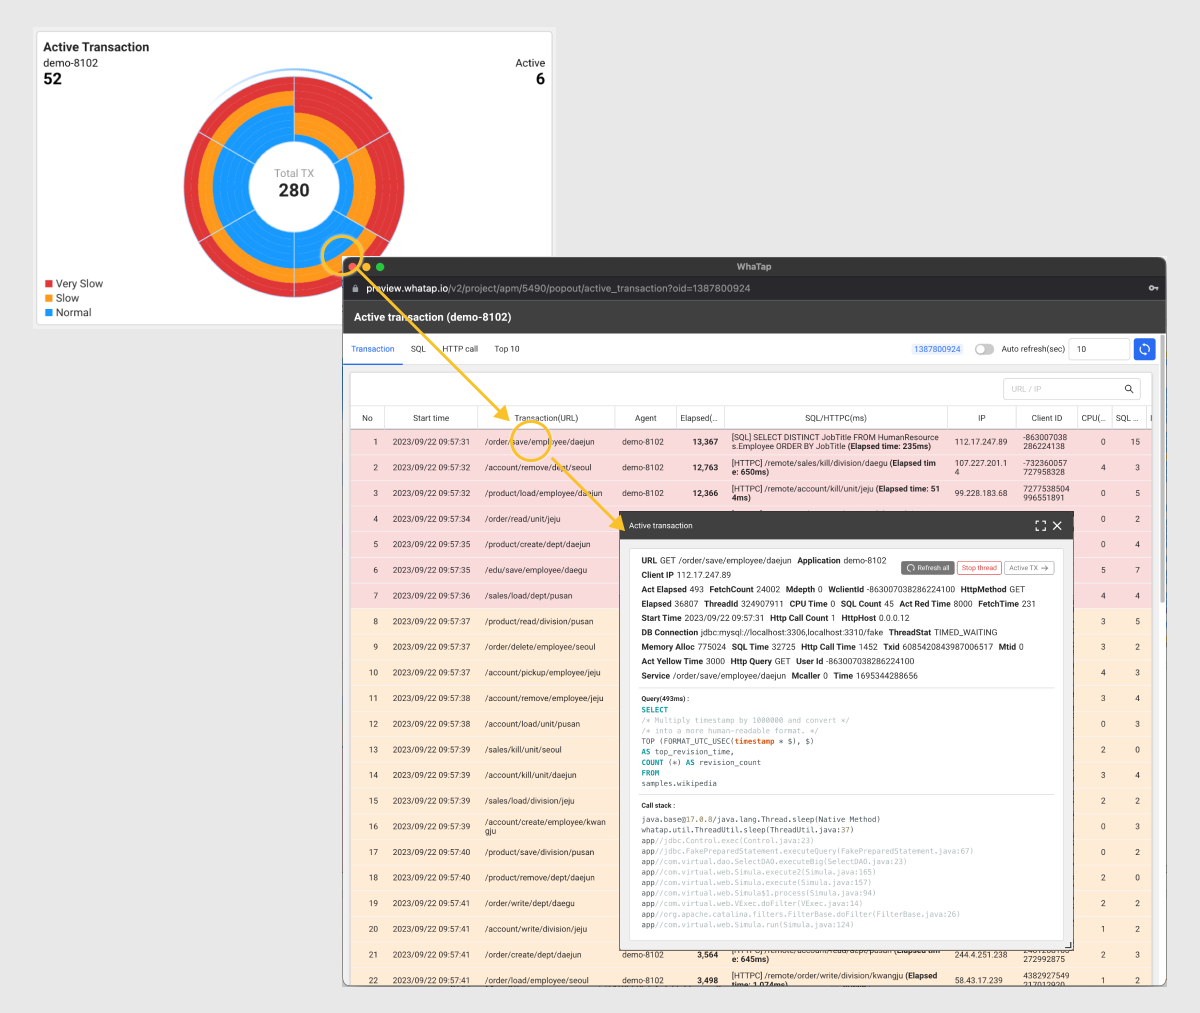 Active Transaction
demo-8102
52
Active
6
Total TX
280
Very Slow
Slow
Normal
WhaTap
preview.whatap.io/v2/project/apm/5490/popout/active_transaction?oid=1387800924
Active transaction (demo-8102)
Transaction SQL HTTP call Top 10 1387800924 Auto refresh(sec) 10
URL / IP
No Start time Transaction(URL) Agent Elapsed(... SQL/HTTPC(ms) IP Client ID CPU(... SQL ...
1 2023/09/22 09:57:31 /order/save/employee/daejun demo-8102 13,367 [SQL] SELECT DISTINCT JobTitle FROM HumanResource 112.17.247.89 -863007038 0 15
s.Employee ORDER BY JobTitle (Elapsed time: 235ms) 286224138
2 2023/09/22 09:57:32 /account/remove/dept/seoul demo-8102 12,763 [HTTPC] /remote/sales/kill/division/daegu (Elapsed tim 107.227.201.1 -732360057 4 3
e: 650ms) 4 727958328
3 2023/09/22 09:57:32 /product/load/employee/daejun demo-8102 12,366 [HTTPC] /remote/account/kill/unit/jeju (Elapsed time: 51 99.228.183.68 7277538504 0 5
4ms) 996551891
4 2023/09/22 09:57:34 /order/read/unit/jeju 0 2
5 2023/09/22 09:57:35 /product/create/dept/daejun 0 4
6 2023/09/22 09:57:35 /edu/save/employee/daegu 5 7
7 2023/09/22 09:57:36 /sales/load/dept/pusan 4 4
8 2023/09/22 09:57:37 /product/read/division/pusan 3 5
9 2023/09/22 09:57:37 /order/delete/employee/seoul 3 2
10 2023/09/22 09:57:37 /account/pickup/employee/jeju 4 3
11 2023/09/22 09:57:38 /account/remove/employee/jeju 3 4
12 2023/09/22 09:57:38 /account/load/unit/pusan 0 3
13 2023/09/22 09:57:39 /sales/kill/unit/seoul 2 0
14 2023/09/22 09:57:39 /account/kill/unit/daejun 3 4
15 2023/09/22 09:57:39 /sales/load/division/jeju 2 2
16 2023/09/22 09:57:39 /account/create/employee/kwan 0 3
gju
17 2023/09/22 09:57:40 /product/save/division/pusan 0 2
18 2023/09/22 09:57:40 /product/remove/dept/daejun 2 0
19 2023/09/22 09:57:41 /order/write/dept/daegu 2 2
20 2023/09/22 09:57:41 /account/write/division/jeju 1 2
21 2023/09/22 09:57:41 /order/create/dept/daejun demo-8102 3,564 e: 645ms) 244.4.251.238 272992875 2 3
22 2023/09/22 09:57:41 /order/load/employee/seoul demo-8102 3,498 [HTTPC] /remote/order/write/division/kwangju (Elapsed 58.43.17.239 4382927549 1 2
Active transaction
URL GET /order/save/employee/daejun Application demo-8102
Refresh all Stop thread Active TX →
Client IP 112.17.247.89
Act Elapsed 493 FetchCount 24002 Mdepth 0 WclientId -863007038286224100 HttpMethod GET
Elapsed 36807 ThreadId 324907911 CPU Time 0 SQL Count 45 Act Red Time 8000 FetchTime 231
Start Time 2023/09/22 09:57:31 Http Call Count 1 HttpHost 0.0.0.12
DB Connection jdbc:mysql://localhost:3306,localhost:3310/fake ThreadStat TIMED_WAITING
Memory Alloc 775024 SQL Time 32725 Http Call Time 1452 Txid 6085420843987006517 Mtid 0
Act Yellow Time 3000 Http Query GET User Id -863007038286224100
Service /order/save/employee/daejun Mcaller 0 Time 1695344288656
Query(493ms) :
SELECT
/* Multiply timestamp by 1000000 and convert */
/* into a more human-readable format. */
TOP (FORMAT_UTC_USEC(timestamp * $), $)
AS top_revision_time,
COUNT (*) AS revision_count
FROM
samples.wikipedia
Call stack :
java.base@17.0.8/java.lang.Thread.sleep(Native Method)
whatap.util.ThreadUtil.sleep(ThreadUtil.java:37)
app//jdbc.Control.exec(Control.java:23)
app//jdbc.FakePreparedStatement.executeQuery(FakePreparedStatement.java:67)
app//com.virtual.dao.SelectDAO.executeBig(SelectDAO.java:23)
app//com.virtual.web.Simula.execute2(Simula.java:165)
app//com.virtual.web.Simula.execute(Simula.java:157)
app//com.virtual.web.Simula$1.process(Simula.java:94)
app//com.virtual.web.VExec.doFilter(VExec.java:14)
app//org.apache.catalina.filters.FilterBase.doFilter(FilterBase.java:26)
app//com.virtual.web.Simula.run(Simula.java:124)